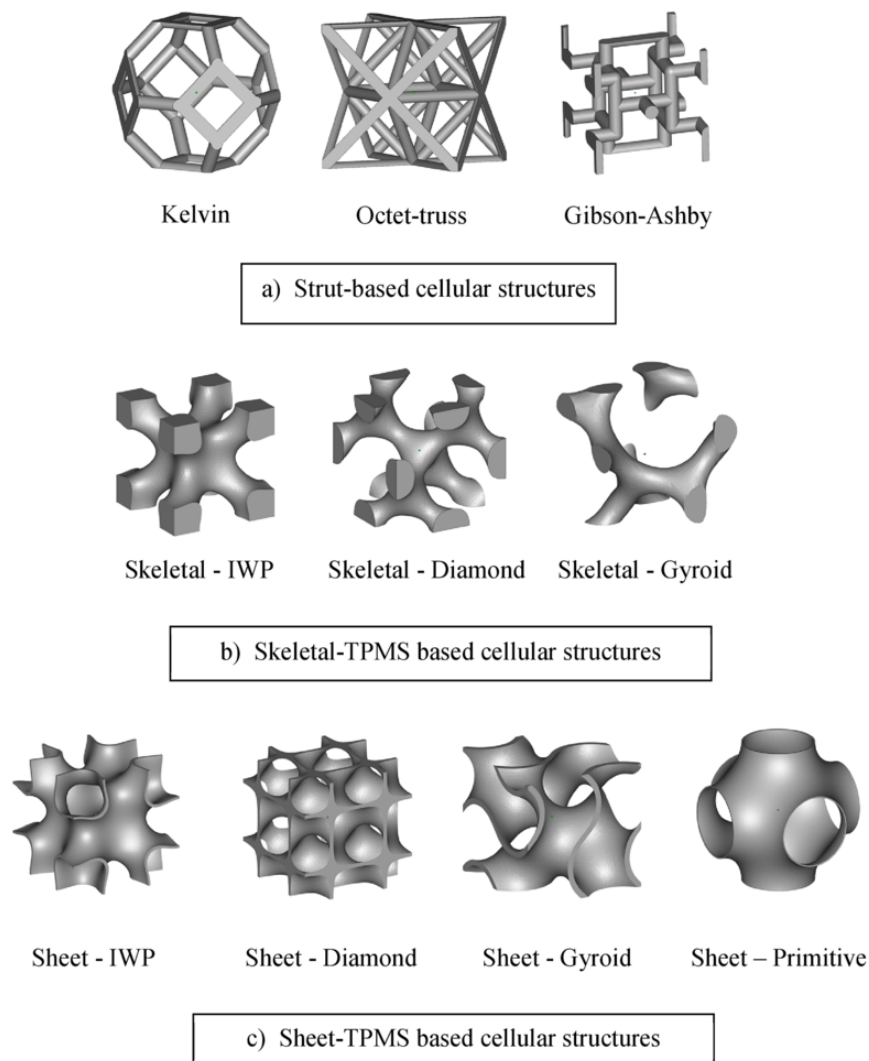 Kelvin Octet-truss Gibson-Ashby
a) Strut-based cellular structures
Skeletal - IWP Skeletal - Diamond Skeletal - Gyroid
b) Skeletal-TPMS based cellular structures
Sheet - IWP Sheet - Diamond Sheet - Gyroid Sheet – Primitive
c) Sheet-TPMS based cellular structures